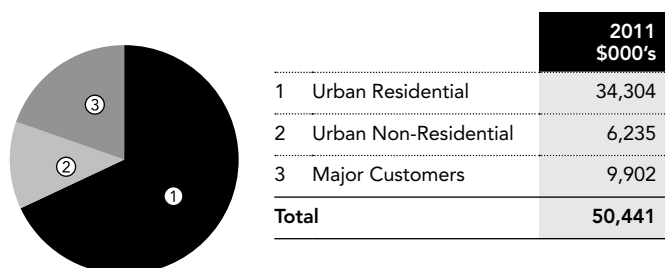 2011
$000's
1 Urban Residential 34,304
2 Urban Non-Residential 6,235
3 Major Customers 9,902
Total 50,441
3
2
1